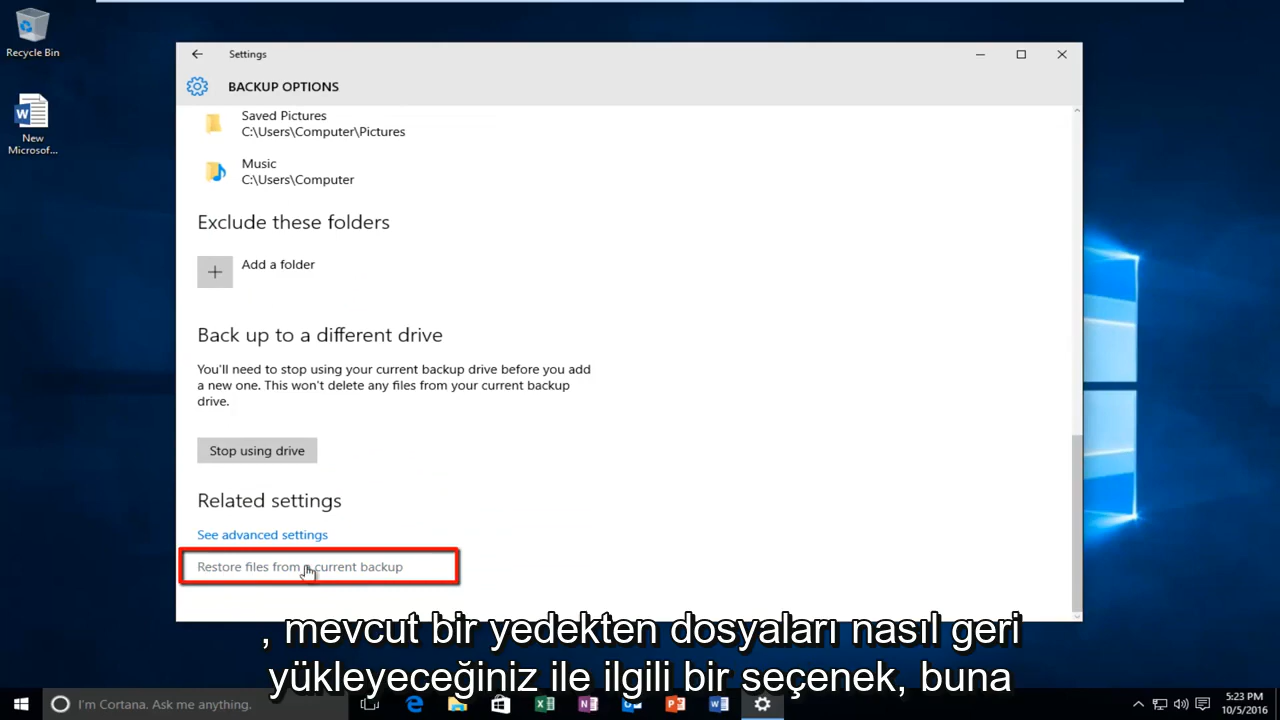 Recycle Bin
New
Microsof...
Settings
BACKUP OPTIONS
Saved Pictures
C:\Users\Computer\Pictures
Music
C:\Users\Computer
Exclude these folders
Add a folder
Back up to a different drive
You'll need to stop using your current backup drive before you add
a new one. This won't delete any files from your current backup
drive.
Stop using drive
Related settings
See advanced settings
Restore files from a current backup
, mevcut bir yedekten dosyaları nasıl geri
yükleyeceğiniz ile ilgili bir seçenek, buna
I'm Cortana. Ask me anything.
5:23 PM
10/5/2016